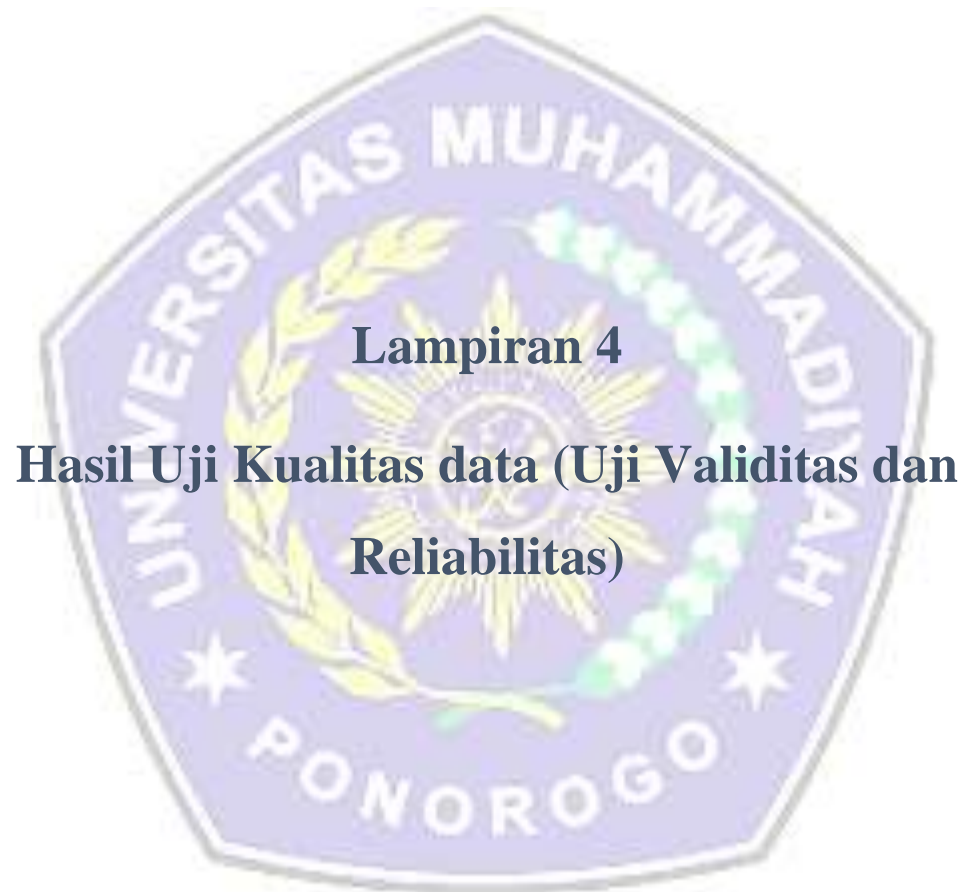 UNIVERSITAS MUHAMMADIYAH
Lampiran 4
Hasil Uji Kualitas data (Uji Validitas dan
Reliabilitas)
PONOROGO